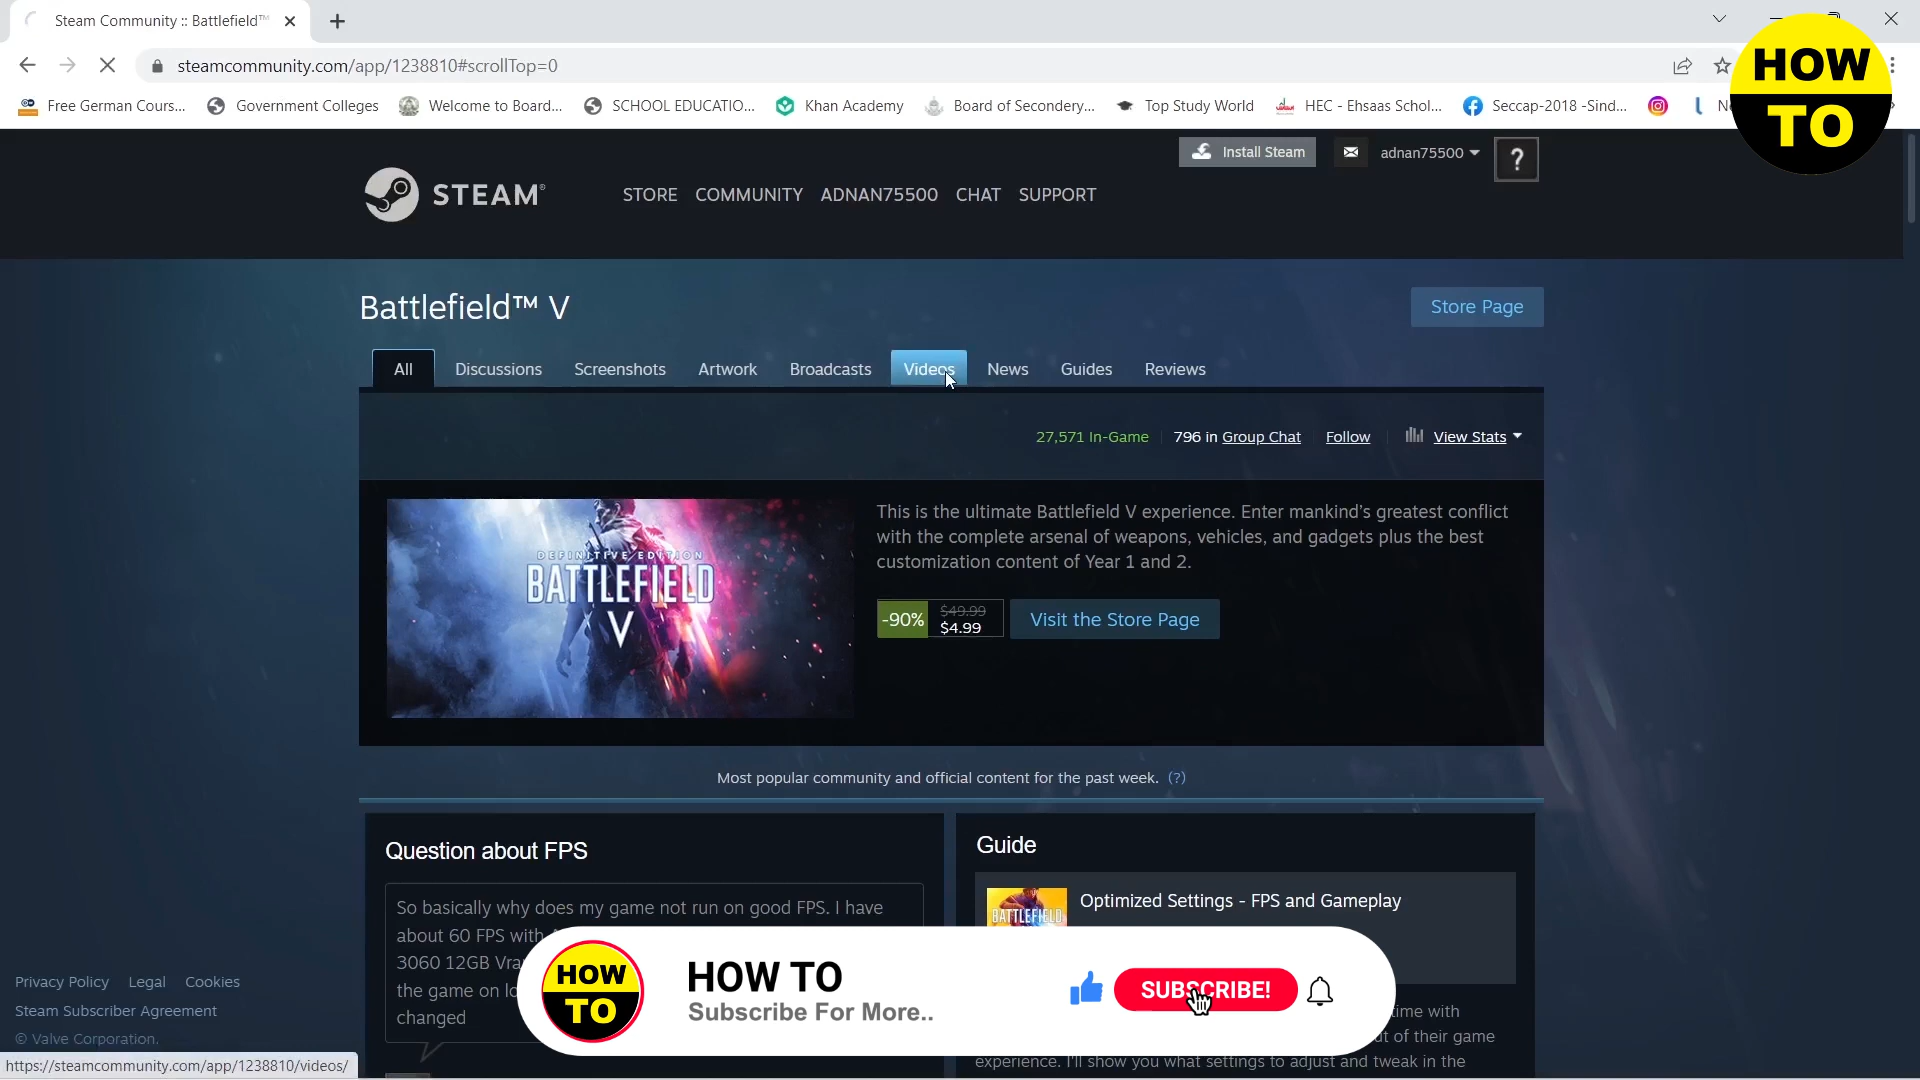 Steam Community :: Battlefield™
steamcommunity.com/app/1238810#scrollTop=0
Free German Cours... Government Colleges Welcome to Board... SCHOOL EDUCATIO... Khan Academy Board of Secondery... Top Study World HEC - Ehsaas Schol... Seccap-2018 -Sind...
HOW
TO
Install Steam adnan75500 ?
STEAM®
STORE COMMUNITY ADNAN75500 CHAT SUPPORT
Battlefield™ V
Store Page
All Discussions Screenshots Artwork Broadcasts Videos News Guides Reviews
27,571 In-Game 796 in Group Chat Follow View Stats
DEFINITIVE EDITION
BATTLEFIELD
V
This is the ultimate Battlefield V experience. Enter mankind's greatest conflict
with the complete arsenal of weapons, vehicles, and gadgets plus the best
customization content of Year 1 and 2.
-90% $49.99
$4.99
Visit the Store Page
Most popular community and official content for the past week. (?)
Question about FPS
So basically why does my game not run on good FPS. I have
about 60 FPS with
3060 12GB
the game on
changed
Guide
BATTLEFIELD
Optimized Settings - FPS and Gameplay
time with
of their game
experience. I'll show you what settings to adjust and tweak in the
HOW
TO
HOW TO
Subscribe For More..
SUBSCRIBE!
Privacy Policy Legal Cookies
Steam Subscriber Agreement
© Valve Corporation.
https://steamcommunity.com/app/1238810/videos/